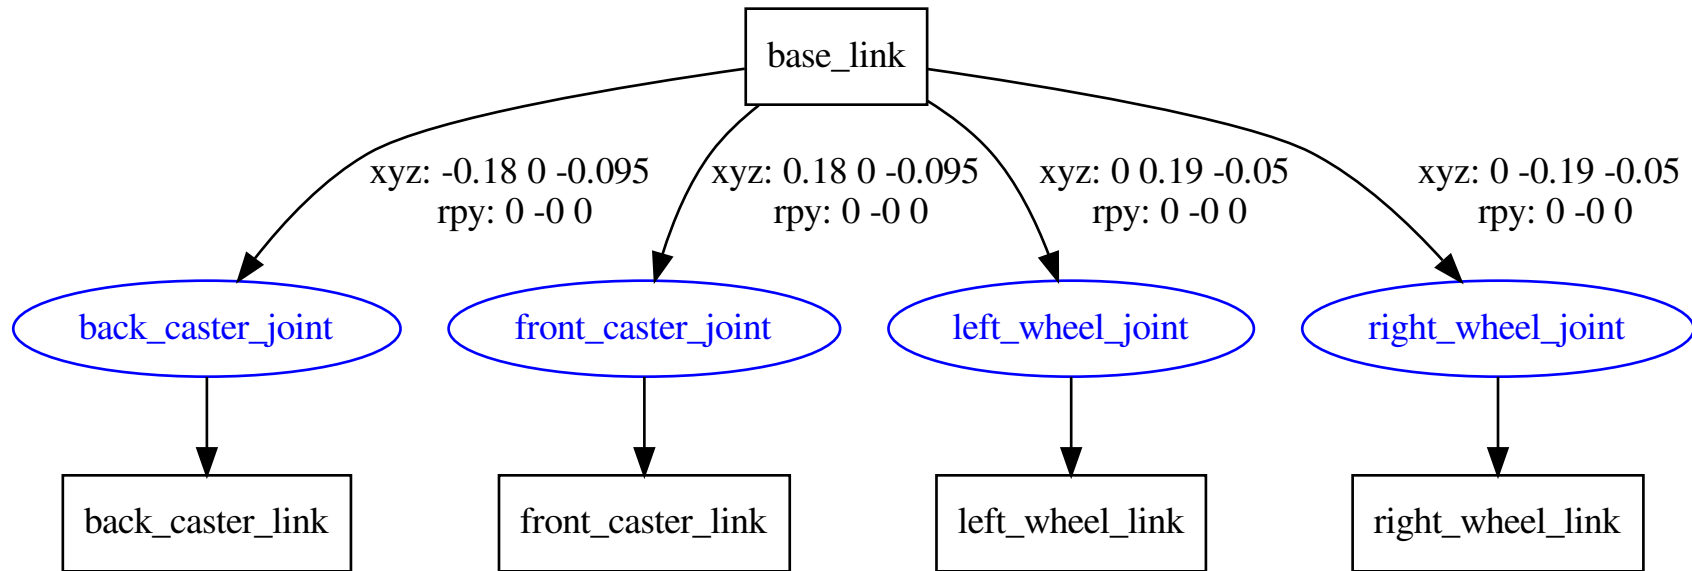 base_link
xyz: -0.18 0 -0.095
rpy: 0 -0 0
xyz: 0.18 0 -0.095
rpy: 0 -0 0
xyz: 0 0.19 -0.05
rpy: 0 -0 0
xyz: 0 -0.19 -0.05
rpy: 0 -0 0
back_caster_joint
front_caster_joint
left_wheel_joint
right_wheel_joint
back_caster_link
front_caster_link
left_wheel_link
right_wheel_link